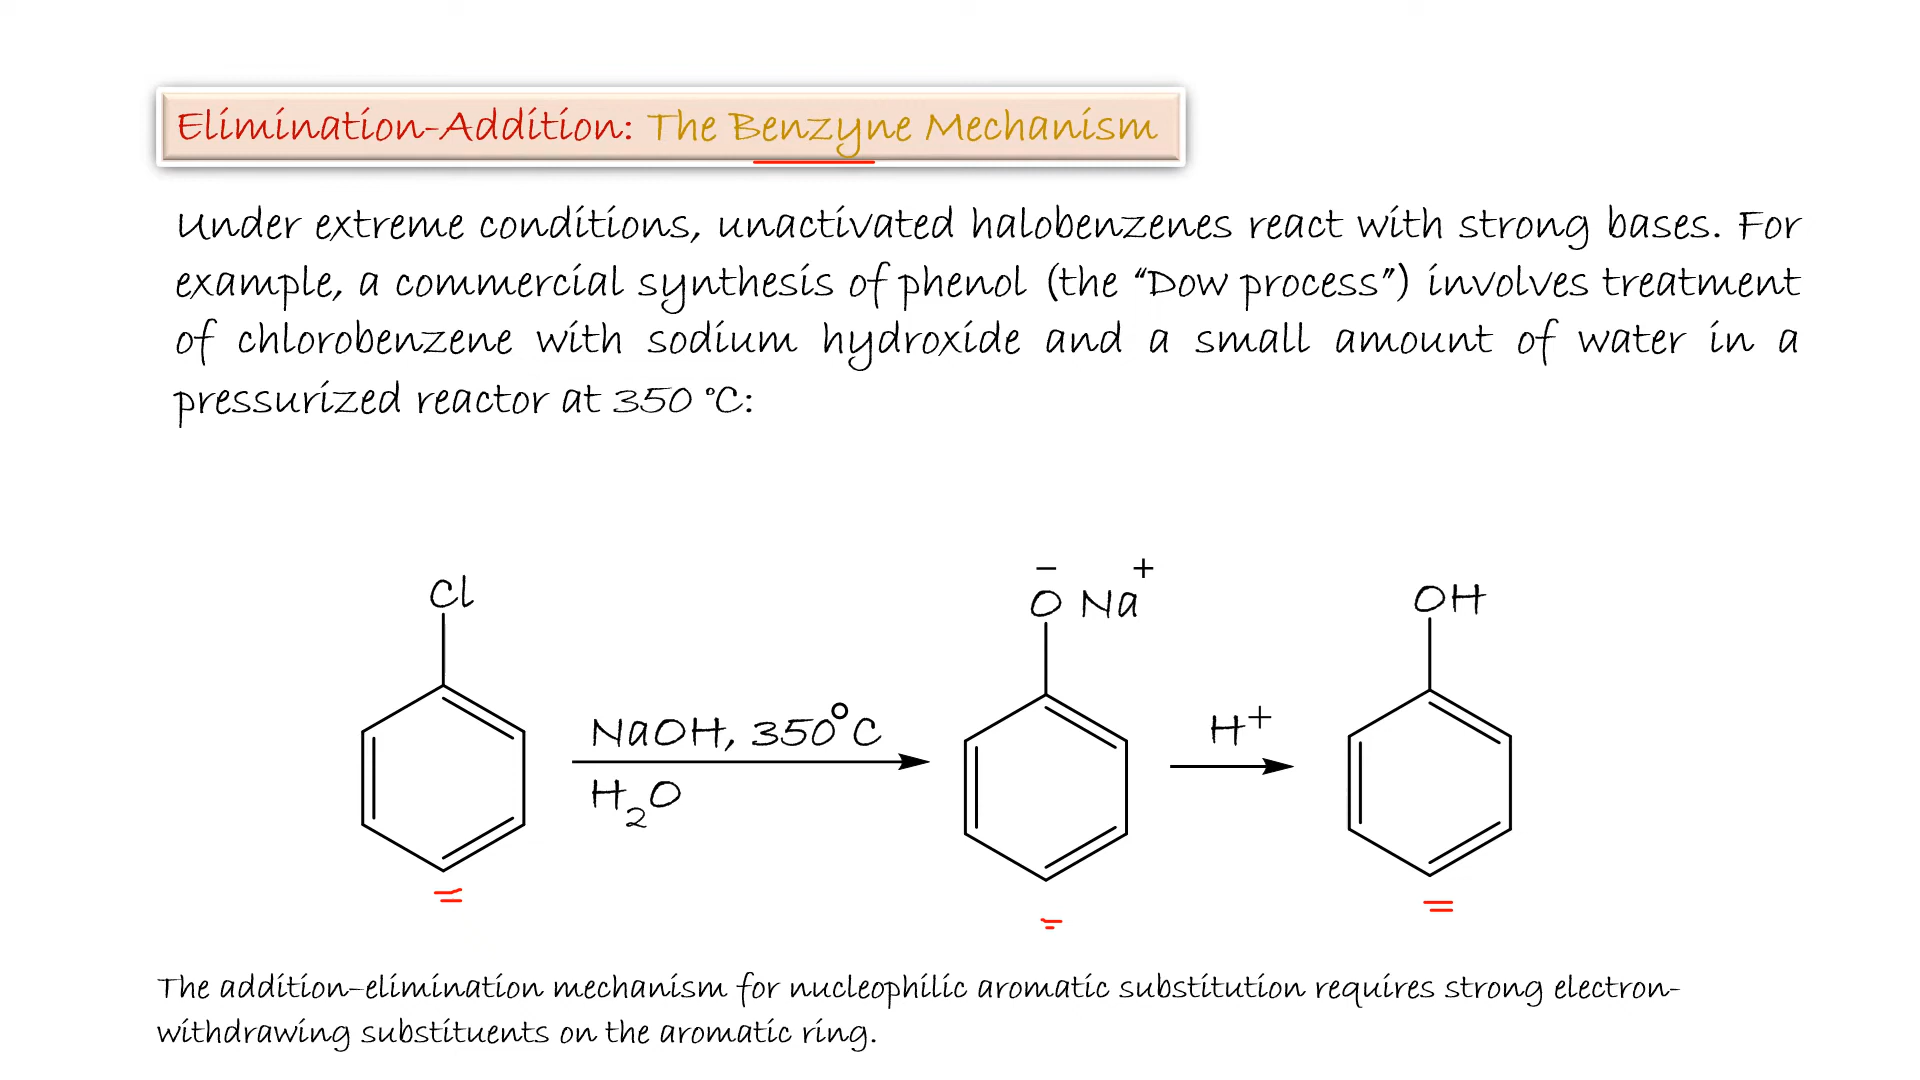 Elimination-Addition: The Benzyne Mechanism
Under extreme conditions, unactivated halobenzenes react with strong bases. For
example, a commercial synthesis of phenol (the “Dow process”) involves treatment
of chlorobenzene with sodium hydroxide and a small amount of water in a
pressurized reactor at 350 °C:
Cl
NaOH, 350°C
H2O
− +
O Na
H+
OH
The addition–elimination mechanism for nucleophilic aromatic substitution requires strong electron-
withdrawing substituents on the aromatic ring.